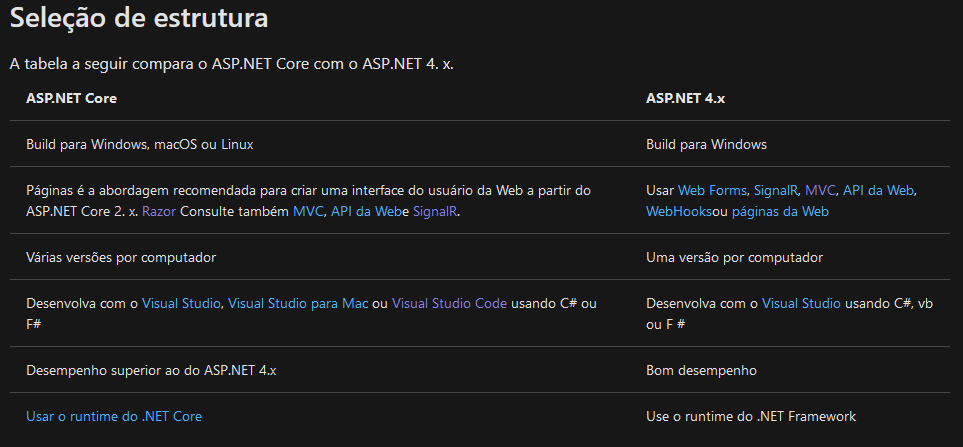 Seleção de estrutura
A tabela a seguir compara o ASP.NET Core com o ASP.NET 4. x.
ASP.NET Core
ASP.NET 4.x
Build para Windows, macOS ou Linux
Build para Windows
Páginas é a abordagem recomendada para criar uma interface do usuário da Web a partir do
ASP.NET Core 2. x. Razor Consulte também MVC, API da Webe SignalR.
Usar Web Forms, SignalR, MVC, API da Web,
WebHooksou páginas da Web
Várias versões por computador
Uma versão por computador
Desenvolva com o Visual Studio, Visual Studio para Mac ou Visual Studio Code usando C# ou
F#
Desenvolva com o Visual Studio usando C#, vb
ou F #
Desempenho superior ao do ASP.NET 4.x
Bom desempenho
Usar o runtime do .NET Core
Use o runtime do .NET Framework